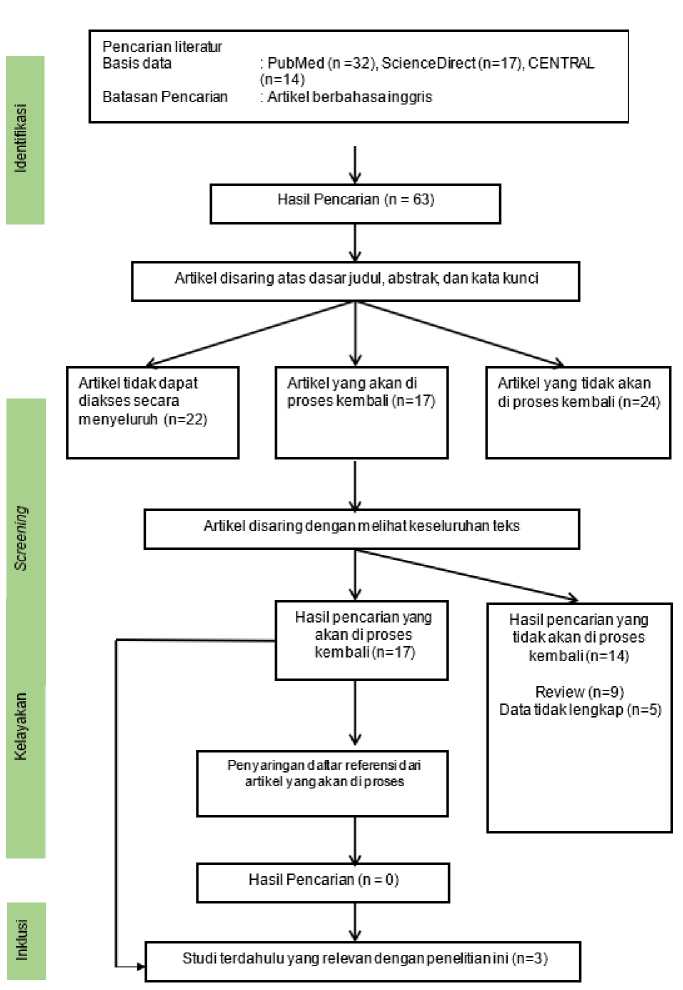 Pencarian literatur
Basis data : PubMed (n =32), ScienceDirect (n=17), CENTRAL
(n=14)
Batasan Pencarian : Artikel berbahasa inggris
Identifikasi
Hasil Pencarian (n = 63)
Artikel disaring atas dasar judul, abstrak, dan kata kunci
Artikel tidak dapat
diakses secara
menyeluruh (n=22)
Artikel yang akan di
proses kembali (n=17)
Artikel yang tidak akan
di proses kembali (n=24)
Screening
Artikel disaring dengan melihat keseluruhan teks
Hasil pencarian yang
akan di proses
kembali (n=17)
Hasil pencarian yang
tidak akan di proses
kembali (n=14)
Review (n=9)
Data tidak lengkap (n=5)
Kelayakan
Penyaringan daftar referensi dari
artikel yang akan di proses
Hasil Pencarian (n = 0)
Inklusi
Studi terdahulu yang relevan dengan penelitian ini (n=3)